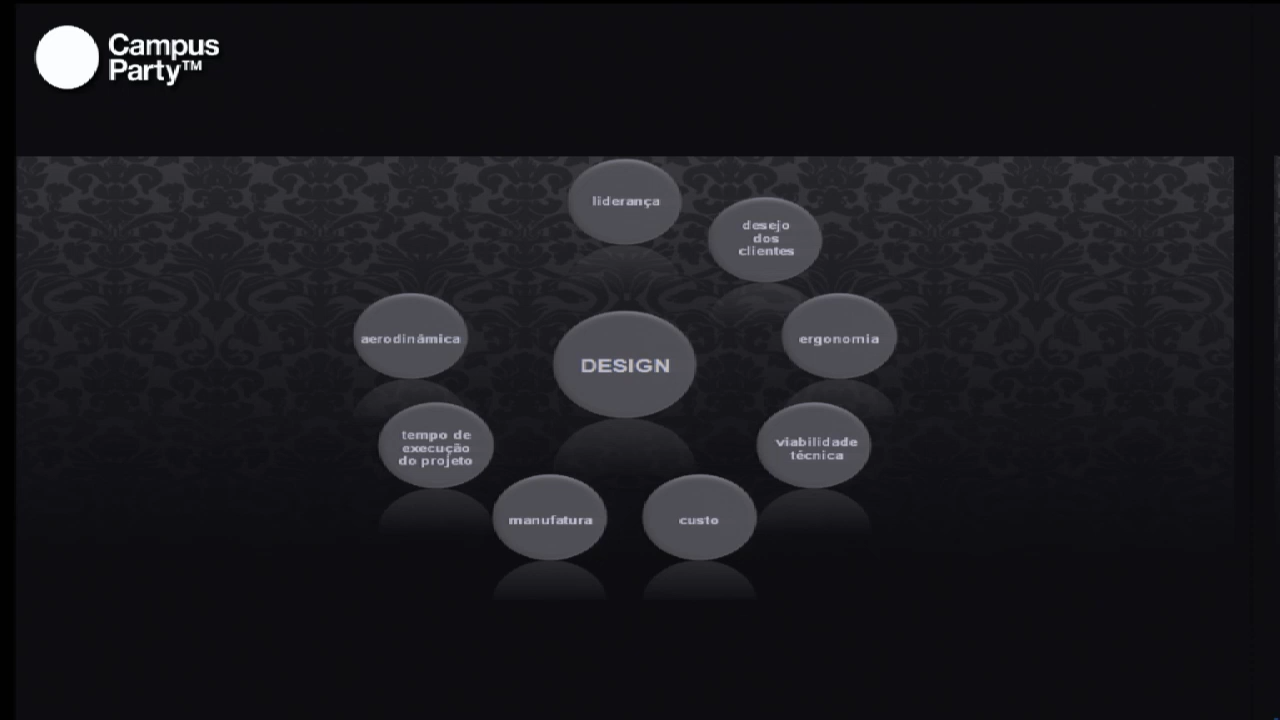 Campus
Party™
liderança
desejo
dos
clientes
aerodinâmica
DESIGN
ergonomia
tempo de
execução
do projeto
viabilidade
técnica
manufatura
custo